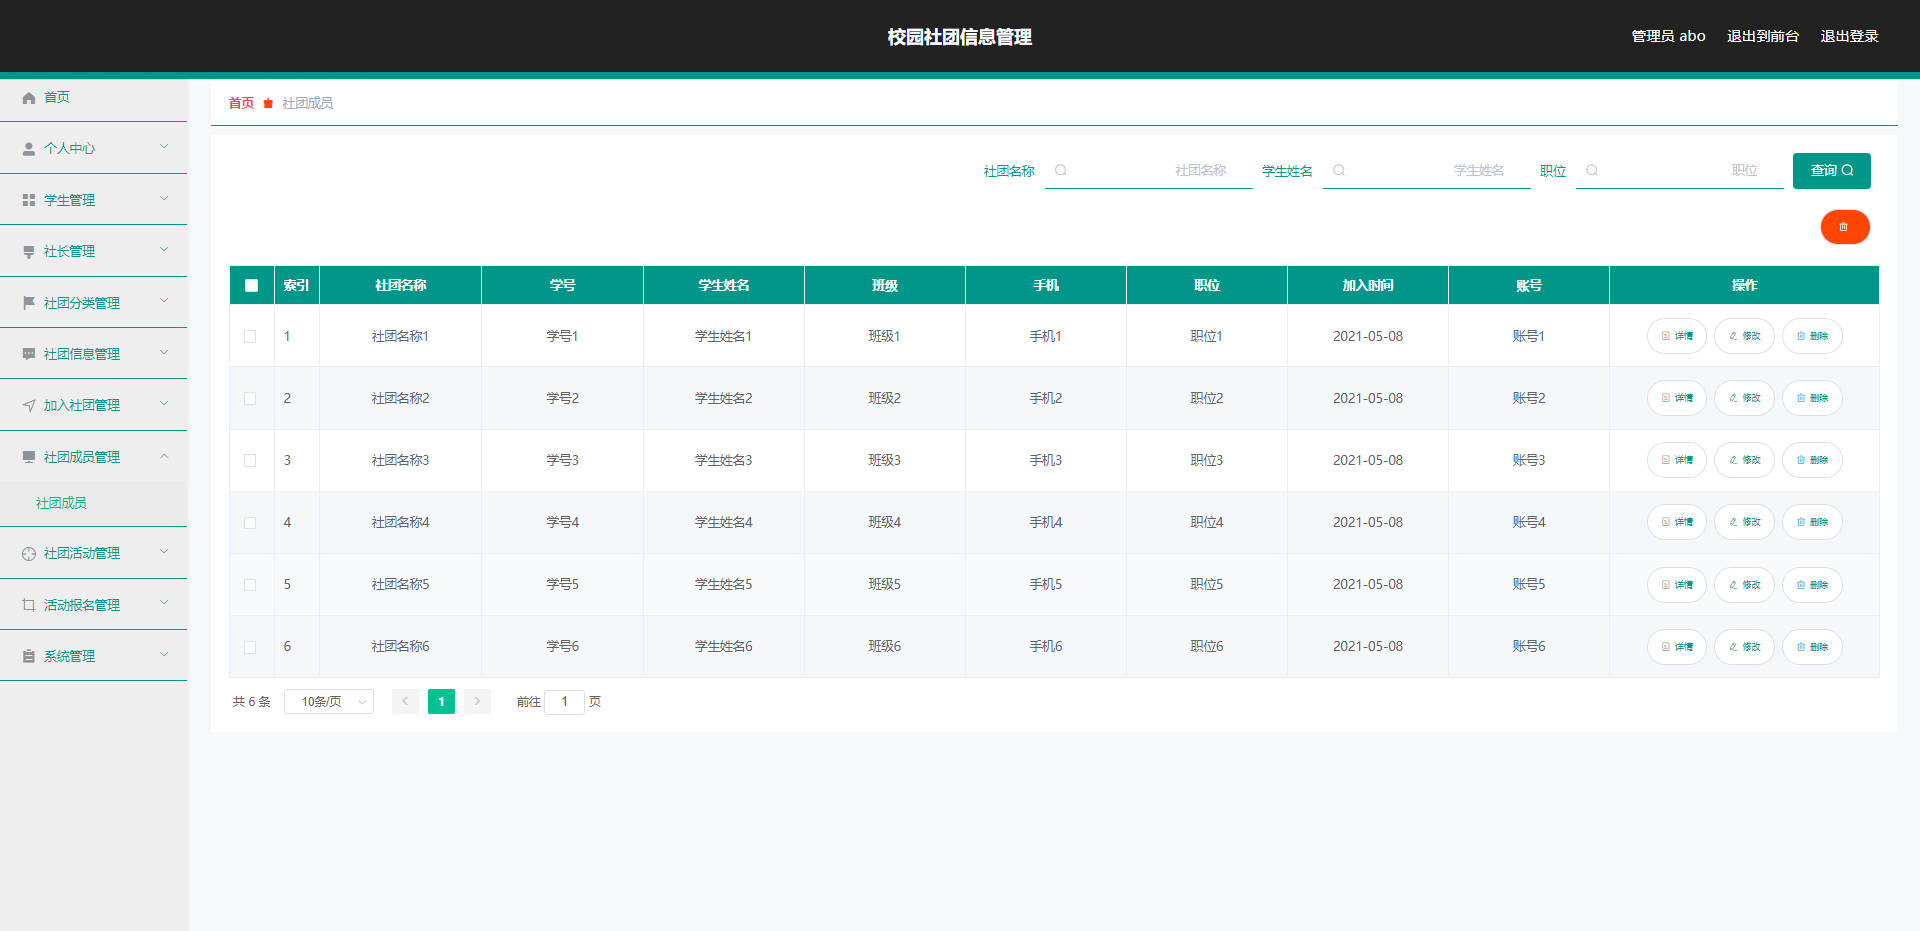 校园社团信息管理
管理员 abo 退出到前台 退出登录
首页
个人中心
学生管理
社长管理
社团分类管理
社团信息管理
加入社团管理
社团成员管理
社团成员
社团活动管理
活动报名管理
系统管理
首页 社团成员
社团名称 社团名称 学生姓名 学生姓名 职位 职位 查询
索引 社团名称 学号 学生姓名 班级 手机 职位 加入时间 账号 操作
1 社团名称1 学号1 学生姓名1 班级1 手机1 职位1 2021-05-08 账号1 详情 修改 删除
2 社团名称2 学号2 学生姓名2 班级2 手机2 职位2 2021-05-08 账号2 详情 修改 删除
3 社团名称3 学号3 学生姓名3 班级3 手机3 职位3 2021-05-08 账号3 详情 修改 删除
4 社团名称4 学号4 学生姓名4 班级4 手机4 职位4 2021-05-08 账号4 详情 修改 删除
5 社团名称5 学号5 学生姓名5 班级5 手机5 职位5 2021-05-08 账号5 详情 修改 删除
6 社团名称6 学号6 学生姓名6 班级6 手机6 职位6 2021-05-08 账号6 详情 修改 删除
共 6 条 10条/页 1 前往 1 页